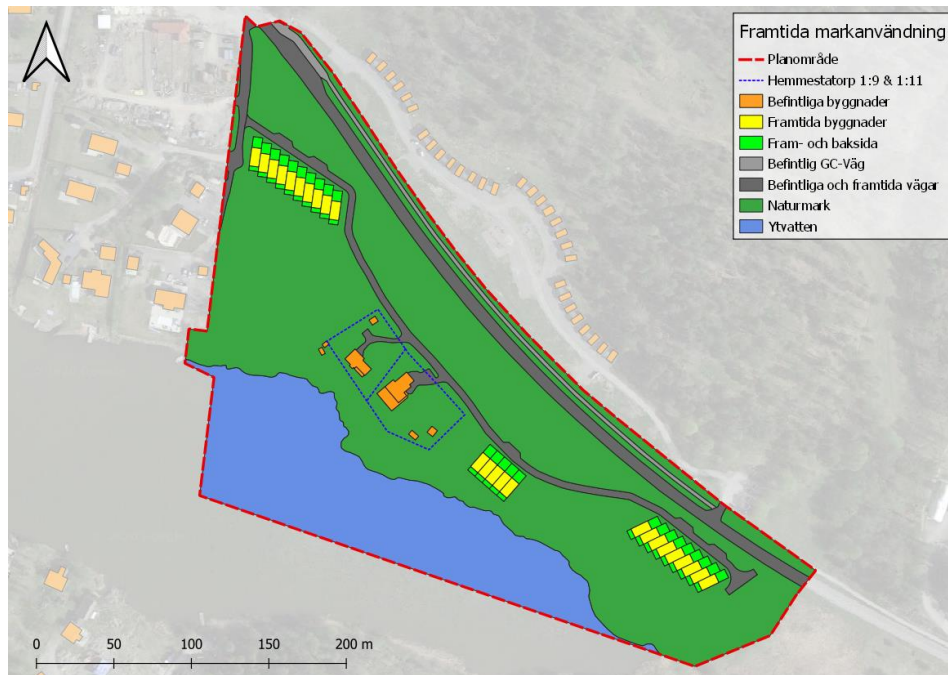 Framtida markanvändning
Planområde
Hemmestatorp 1:9 & 1:11
Befintliga byggnader
Framtida byggnader
Fram- och baksida
Befintlig GC-Väg
Befintliga och framtida vägar
Naturmark
Ytvatten
0 50 100 150 200 m